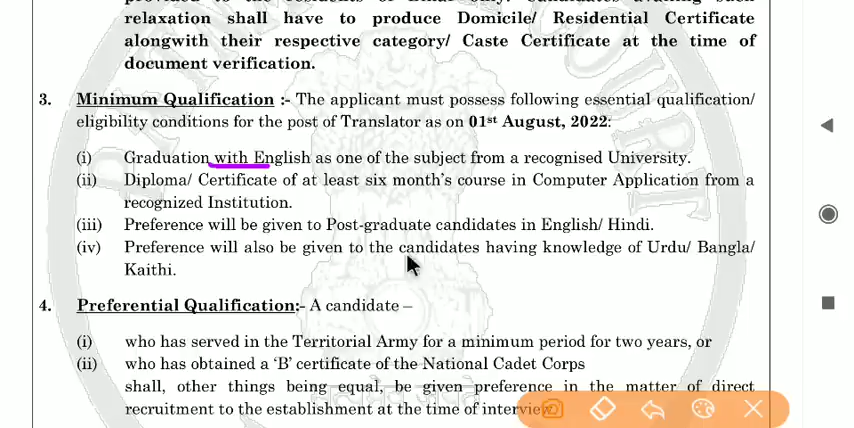 relaxation shall have to produce Domicile/ Residential Certificate
alongwith their respective category/ Caste Certificate at the time of
document verification.
3. Minimum Qualification :- The applicant must possess following essential qualification/
eligibility conditions for the post of Translator as on 01st August, 2022:
(i) Graduation with English as one of the subject from a recognised University.
(ii) Diploma/ Certificate of at least six month's course in Computer Application from a
recognized Institution.
(iii) Preference will be given to Post-graduate candidates in English/ Hindi.
(iv) Preference will also be given to the candidates having knowledge of Urdu/ Bangla/
Kaithi.
4. Preferential Qualification:- A candidate –
(i) who has served in the Territorial Army for a minimum period for two years, or
(ii) who has obtained a 'B' certificate of the National Cadet Corps
shall, other things being equal, be given preference in the matter of direct
recruitment to the establishment at the time of interview.